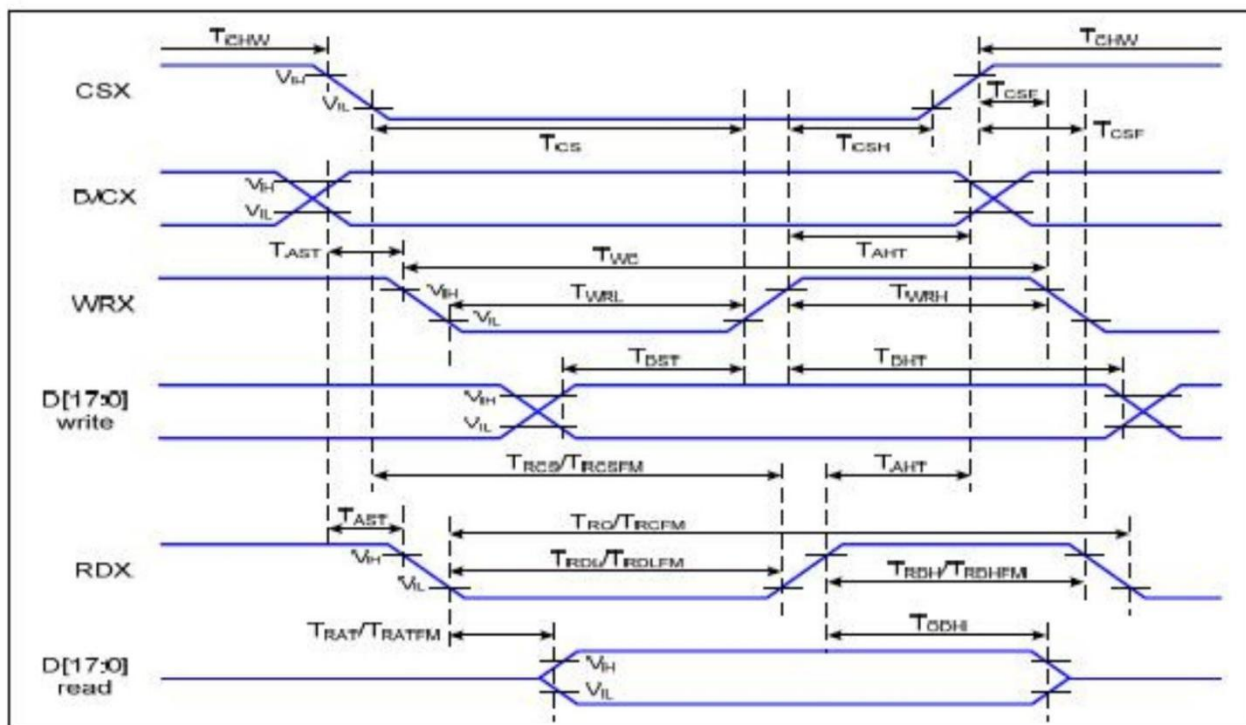 TCHW TCHW
CSX VIH
VIL
TCSF
TCS TCSH TCSF
D/CX VIH
VIL
TAST TWC TAHT
WRX VIH TWRL TWRH
VIL
TDST TDHT
D[17:0] VIH
write VIL
TRCS/TRCSFM TAHT
TAST TRC/TRCFM
RDX VIH TRDL/TRDLFM
VIL TRDH/TRDHFM
TRAT/TRATFM TODH
D[17:0] VIH
read VIL